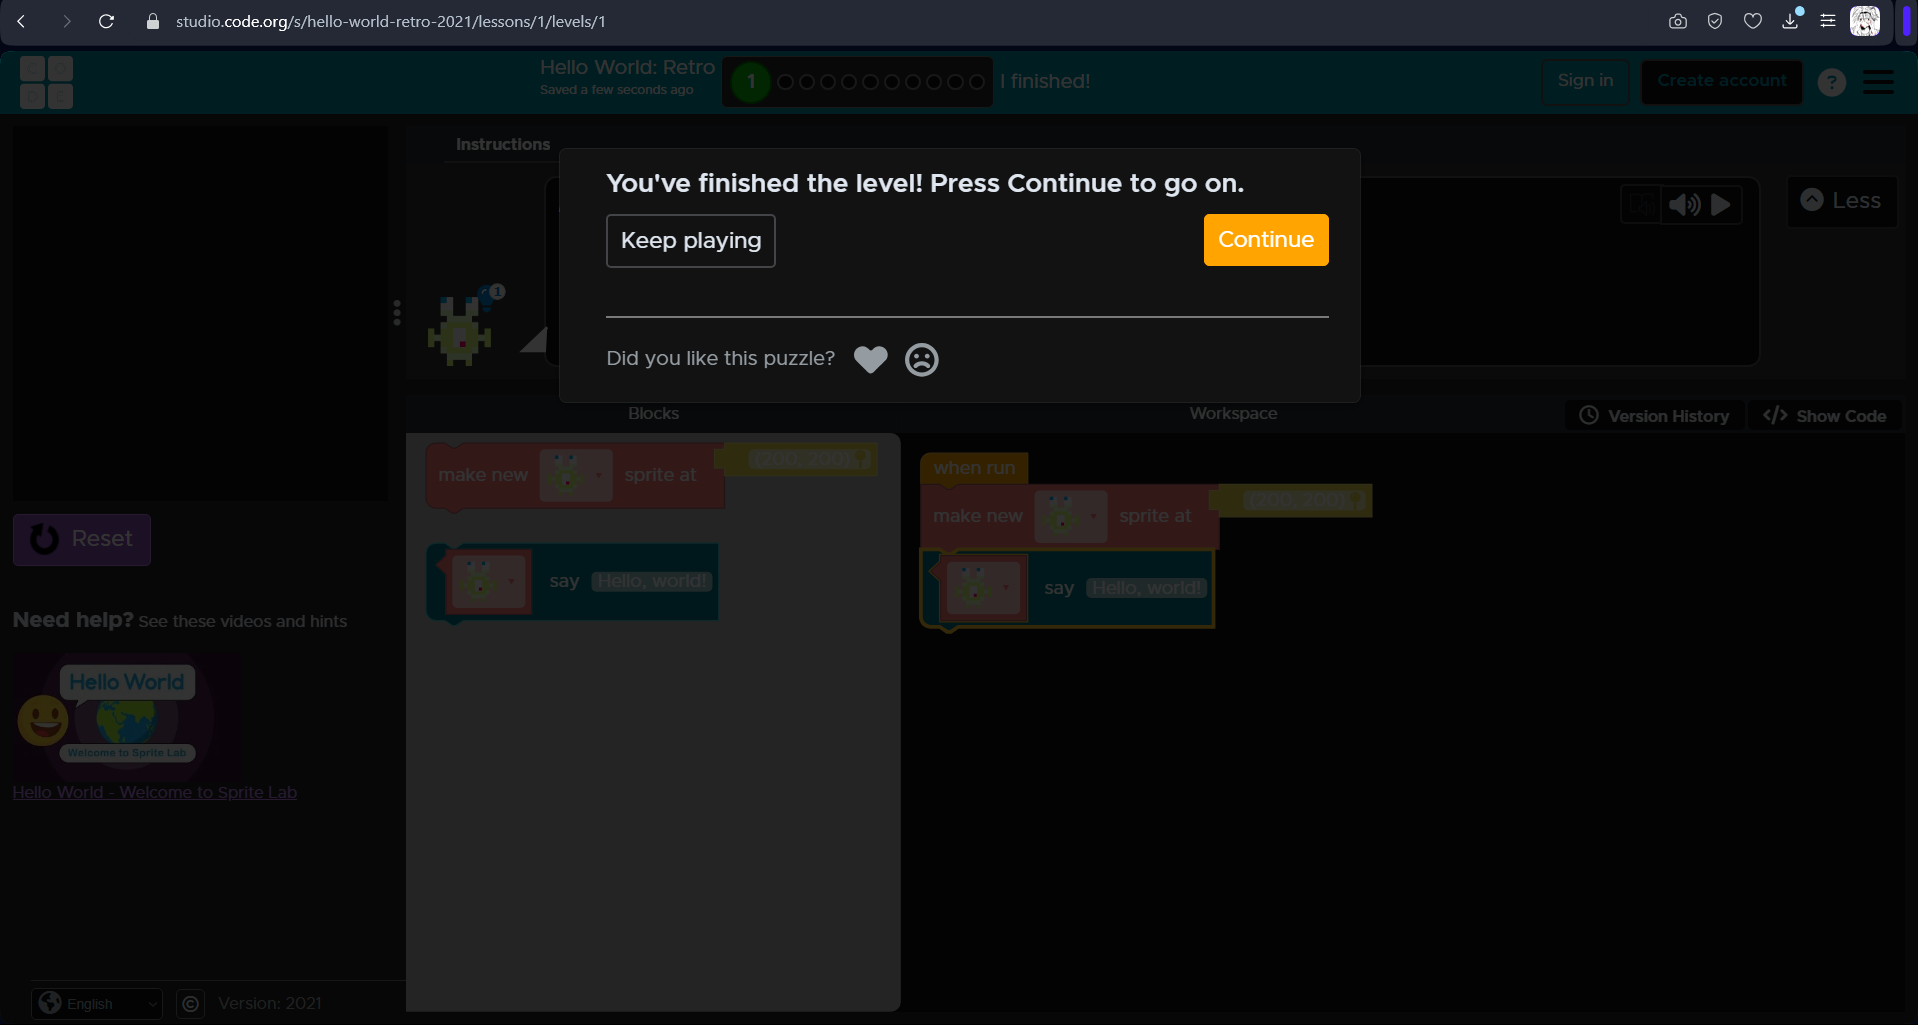 studio.code.org/s/hello-world-retro-2021/lessons/1/levels/1
Hello World: Retro
Saved a few seconds ago
1
I finished!
Sign in
Create account
?
Instructions
You've finished the level! Press Continue to go on.
Keep playing
Continue
Less
1
Did you like this puzzle?
Blocks
Workspace
Version History
</> Show Code
make new sprite at (200, 200)
when run
make new sprite at (200, 200)
say Hello, world!
say Hello, world!
Reset
Need help? See these videos and hints
Hello World
Welcome to Sprite Lab
Hello World - Welcome to Sprite Lab
English
© Version: 2021